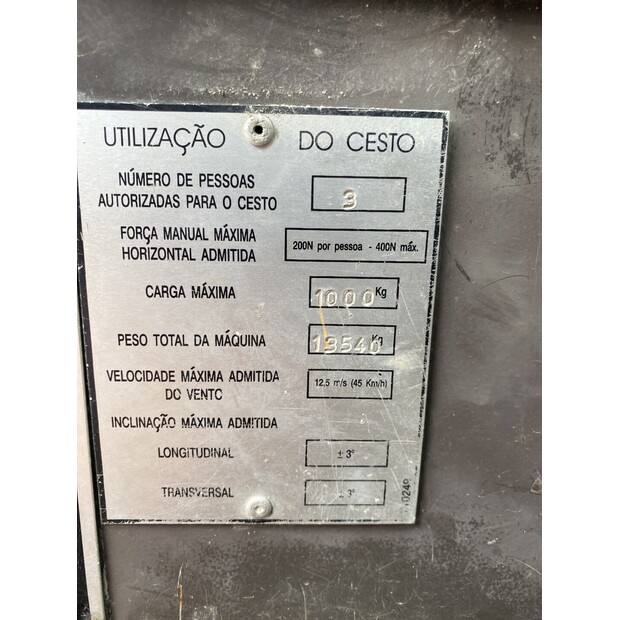 UTILIZAÇÃO DO CESTO
NÚMERO DE PESSOAS
AUTORIZADAS PARA O CESTO
3
FORÇA MANUAL MÁXIMA
HORIZONTAL ADMITIDA
200N por pessoa - 400N máx.
CARGA MÁXIMA
1000 Kg
PESO TOTAL DA MÁQUINA
13540 Kg
VELOCIDADE MÁXIMA ADMITIDA
DO VENTO
12,5 m/s (45 Km/h)
INCLINAÇÃO MÁXIMA ADMITIDA
LONGITUDINAL
± 3°
TRANSVERSAL
± 3°